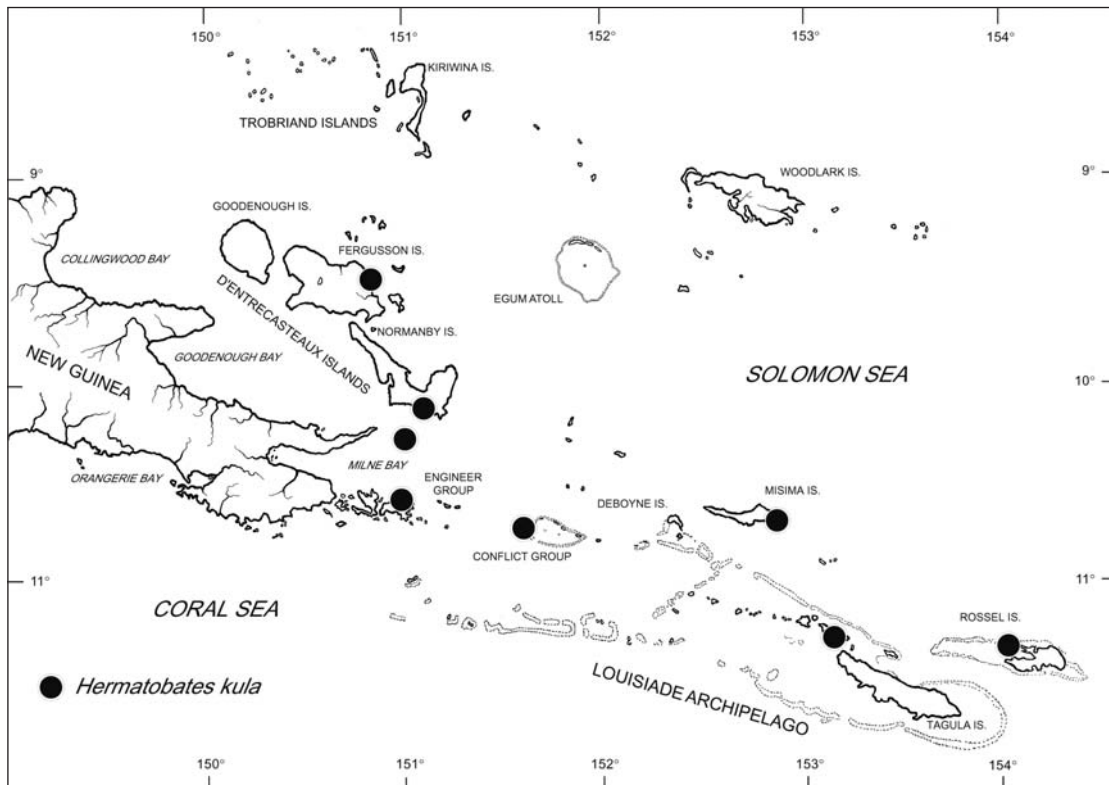 150°
151°
152°
153°
154°
KIRIWINA IS.
TROBRIAND ISLANDS
9°
9°
WOODLARK IS.
GOODENOUGH IS.
FERGUSSON IS.
COLLINGWOOD BAY
EGUM ATOLL
D'ENTRECASTEAUX ISLANDS
NORMANBY IS.
GOODENOUGH BAY
NEW GUINEA
SOLOMON SEA
10°
MILNE BAY
ENGINEER
GROUP
ORANGERIE BAY
DEBOYNE IS.
MISIMA IS.
CONFLICT GROUP
11°
11°
CORAL SEA
ROSSEL IS.
LOUISIADE ARCHIPELAGO
Hermatobates kula
TAGULA IS.
150°
151°
152°
153°
154°